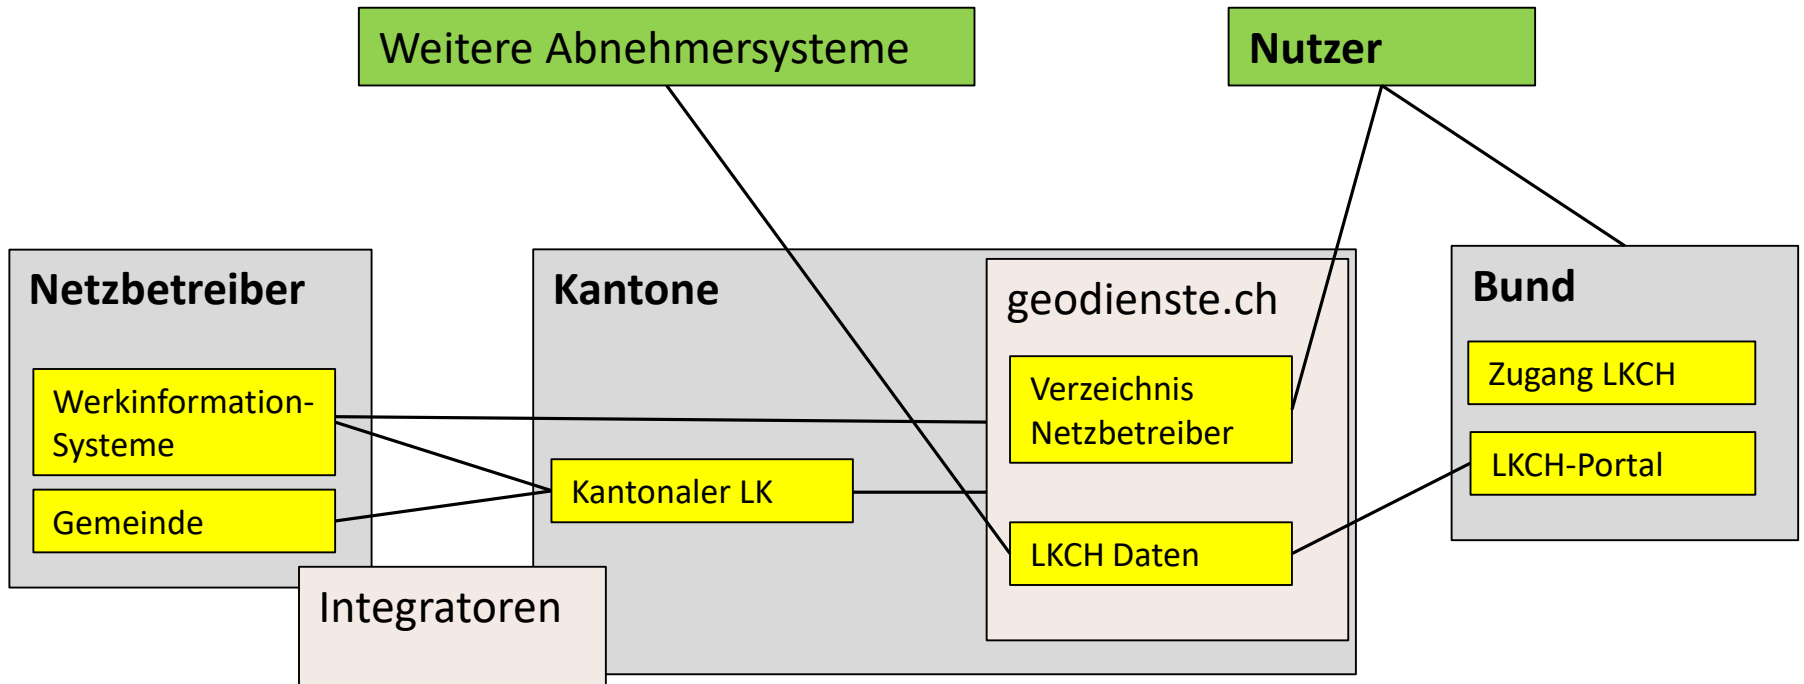 Weitere Abnehmersysteme
Nutzer
Netzbetreiber
Werkinformation-
Systeme
Gemeinde
Integratoren
Kantone
Kantonaler LK
geodienste.ch
Verzeichnis
Netzbetreiber
LKCH Daten
Bund
Zugang LKCH
LKCH-Portal